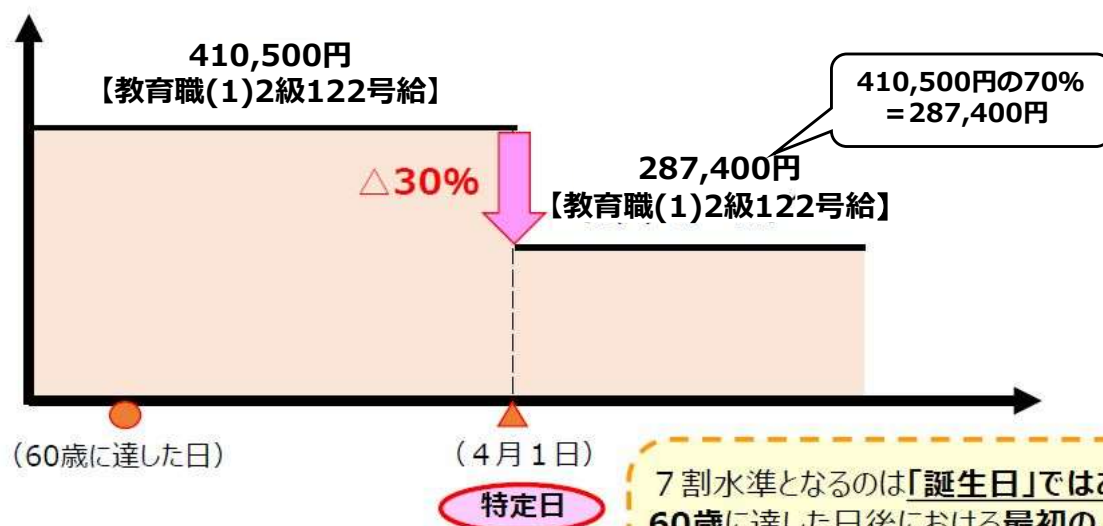 410,500円
【教育職(1)2級122号給】
410,500円の70%
＝287,400円
△30%
287,400円
【教育職(1)2級122号給】
（60歳に達した日）
（４月１日）
特定日
７割水準となるのは「誕生日」では
60歳に達した日後における最初の